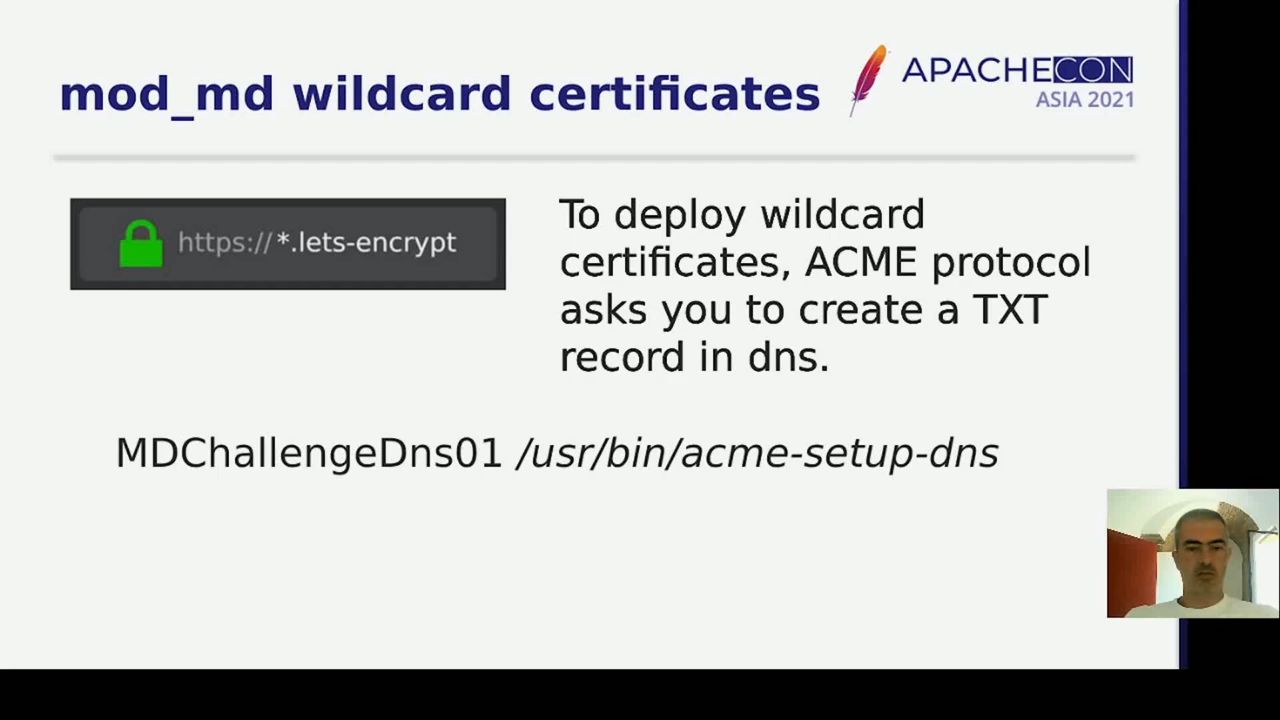 mod_md wildcard certificates
APACHECON
ASIA 2021
https://*.lets-encrypt
To deploy wildcard
certificates, ACME protocol
asks you to create a TXT
record in dns.
MDChallengeDns01 /usr/bin/acme-setup-dns